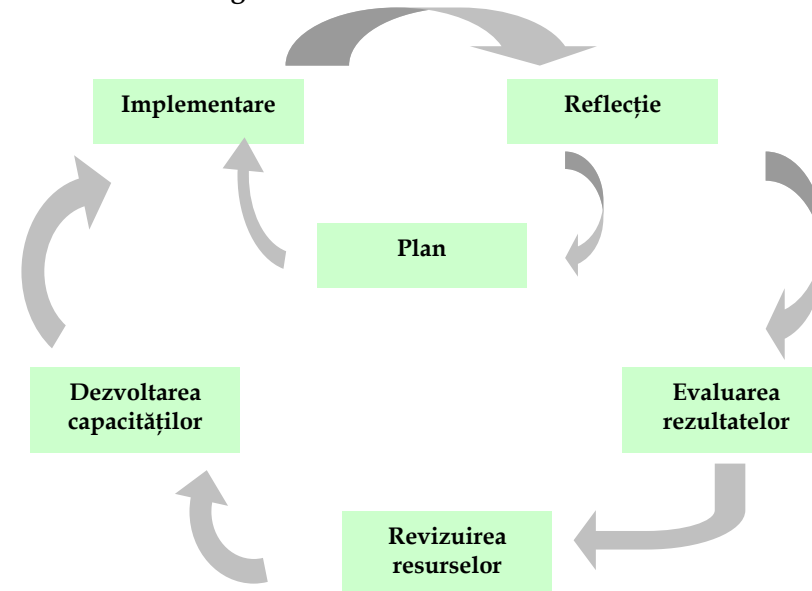 Implementare
Reflecție
Plan
Dezvoltarea
capacităților
Evaluarea
rezultatelor
Revizuirea
resurselor